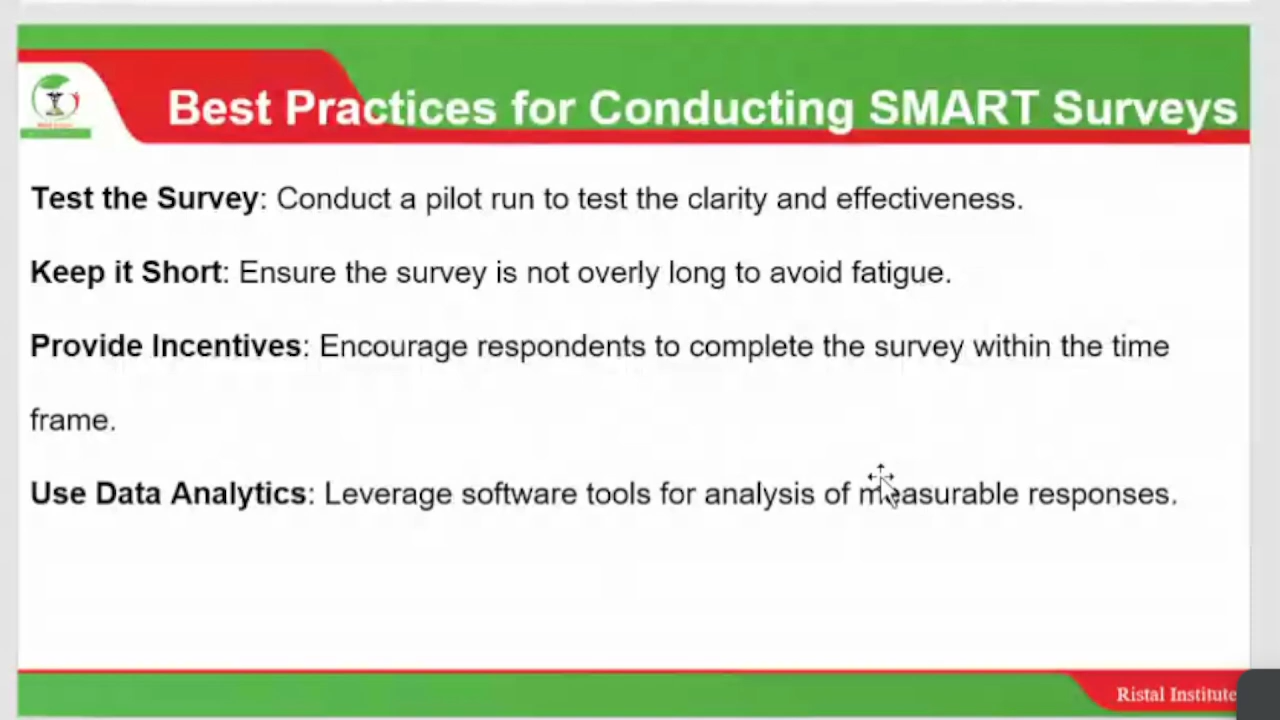 Best Practices for Conducting SMART Surveys
Test the Survey: Conduct a pilot run to test the clarity and effectiveness.
Keep it Short: Ensure the survey is not overly long to avoid fatigue.
Provide Incentives: Encourage respondents to complete the survey within the time
frame.
Use Data Analytics: Leverage software tools for analysis of measurable responses.
Ristal Institute